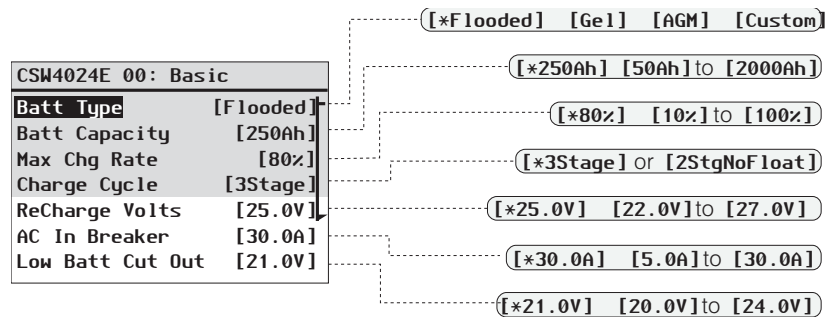 CSW4024E 00: Basic
Batt Type [Flooded]
Batt Capacity [250Ah]
Max Chg Rate [80%]
Charge Cycle [3Stage]
ReCharge Volts [25.0V]
AC In Breaker [30.0A]
Low Batt Cut Out [21.0V]
[*Flooded] [Gel] [AGM] [Custom]
[*250Ah] [50Ah] to [2000Ah]
[*80%] [10%] to [100%]
[*3Stage] or [2StgNoFloat]
[*25.0V] [22.0V] to [27.0V]
[*30.0A] [5.0A] to [30.0A]
[*21.0V] [20.0V] to [24.0V]